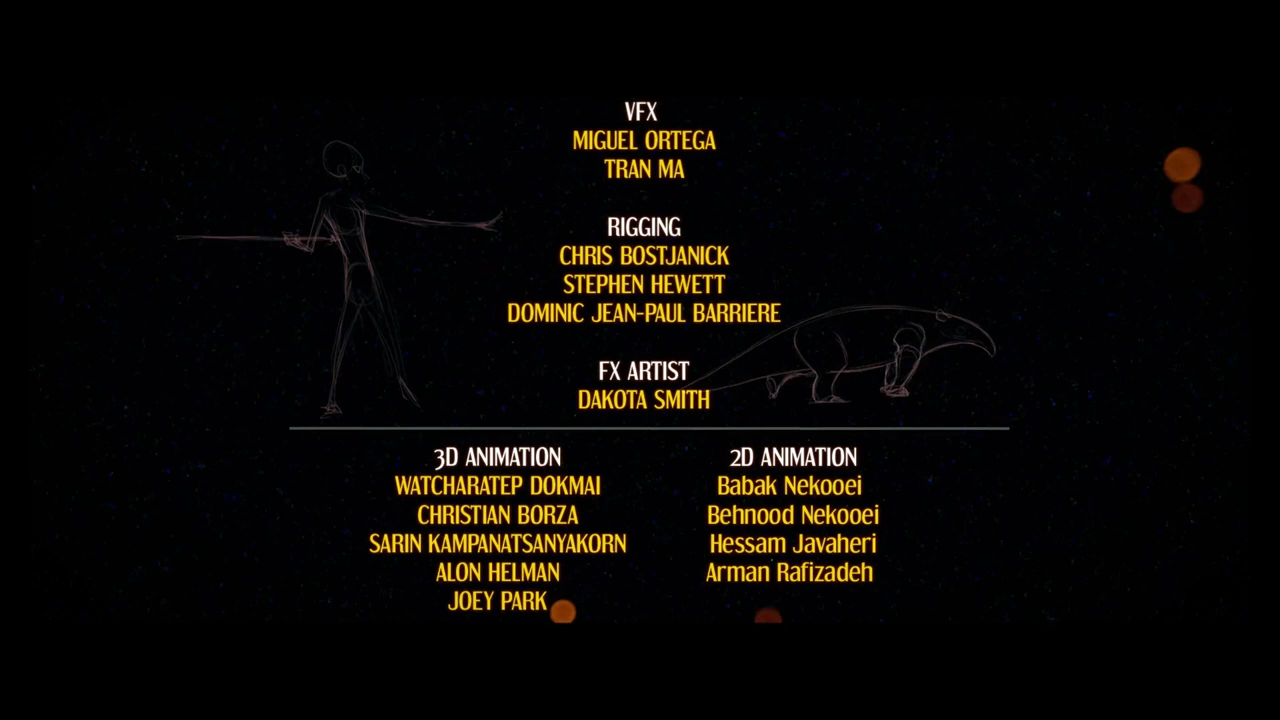 VFX
MIGUEL ORTEGA
TRAN MA
RIGGING
CHRIS BOSTJANICK
STEPHEN HEWETT
DOMINIC JEAN-PAUL BARRIERE
FX ARTIST
DAKOTA SMITH
3D ANIMATION
WATCHARATEP DOKMAI
CHRISTIAN BORZA
SARIN KAMPANATSANYAKORN
ALON HELMAN
JOEY PARK
2D ANIMATION
Babak Nekooei
Behnood Nekooei
Hessam Javaheri
Arman Rafizadeh